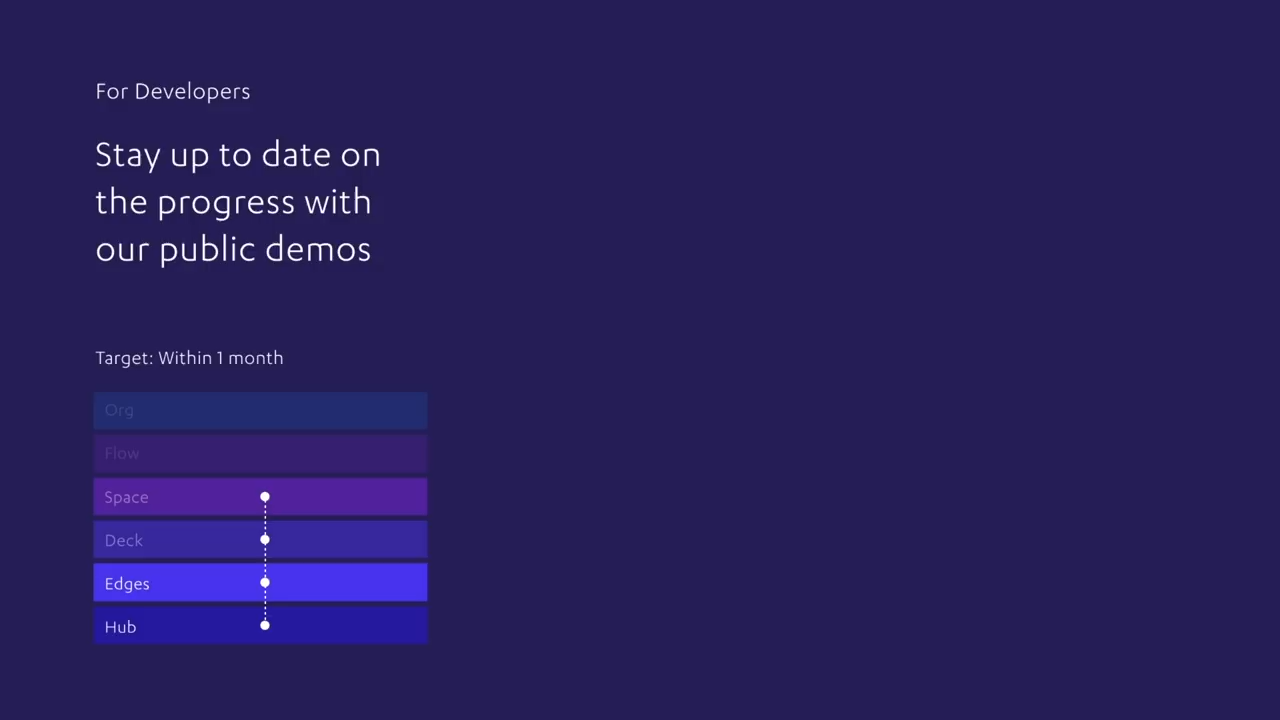 For Developers
Stay up to date on
the progress with
our public demos
Target: Within 1 month
Org
Flow
Space
Deck
Edges
Hub